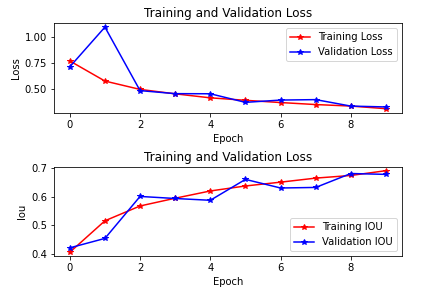 Training and Validation Loss
1.00
0.75
0.50
Loss
Training Loss
Validation Loss
0 2 4 6 8
Epoch
Training and Validation Loss
0.7
0.6
0.5
0.4
Iou
Training IOU
Validation IOU
0 2 4 6 8
Epoch